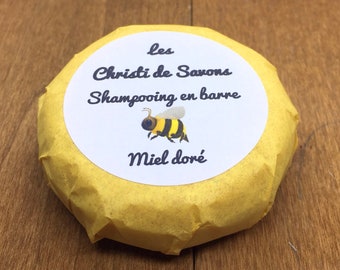 Les
Christi de Savons
Shampooing en barre
Miel doré